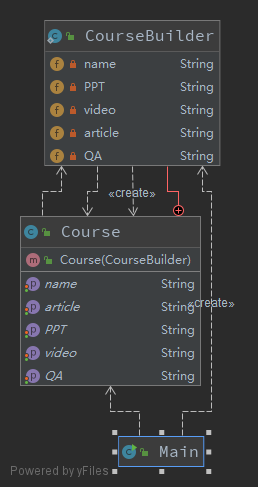 CourseBuilder
name String
PPT String
video String
article String
QA String
«create»
Course
Course(CourseBuilder)
name String
article String
«create»
PPT String
video String
QA String
Main
Powered by yFiles